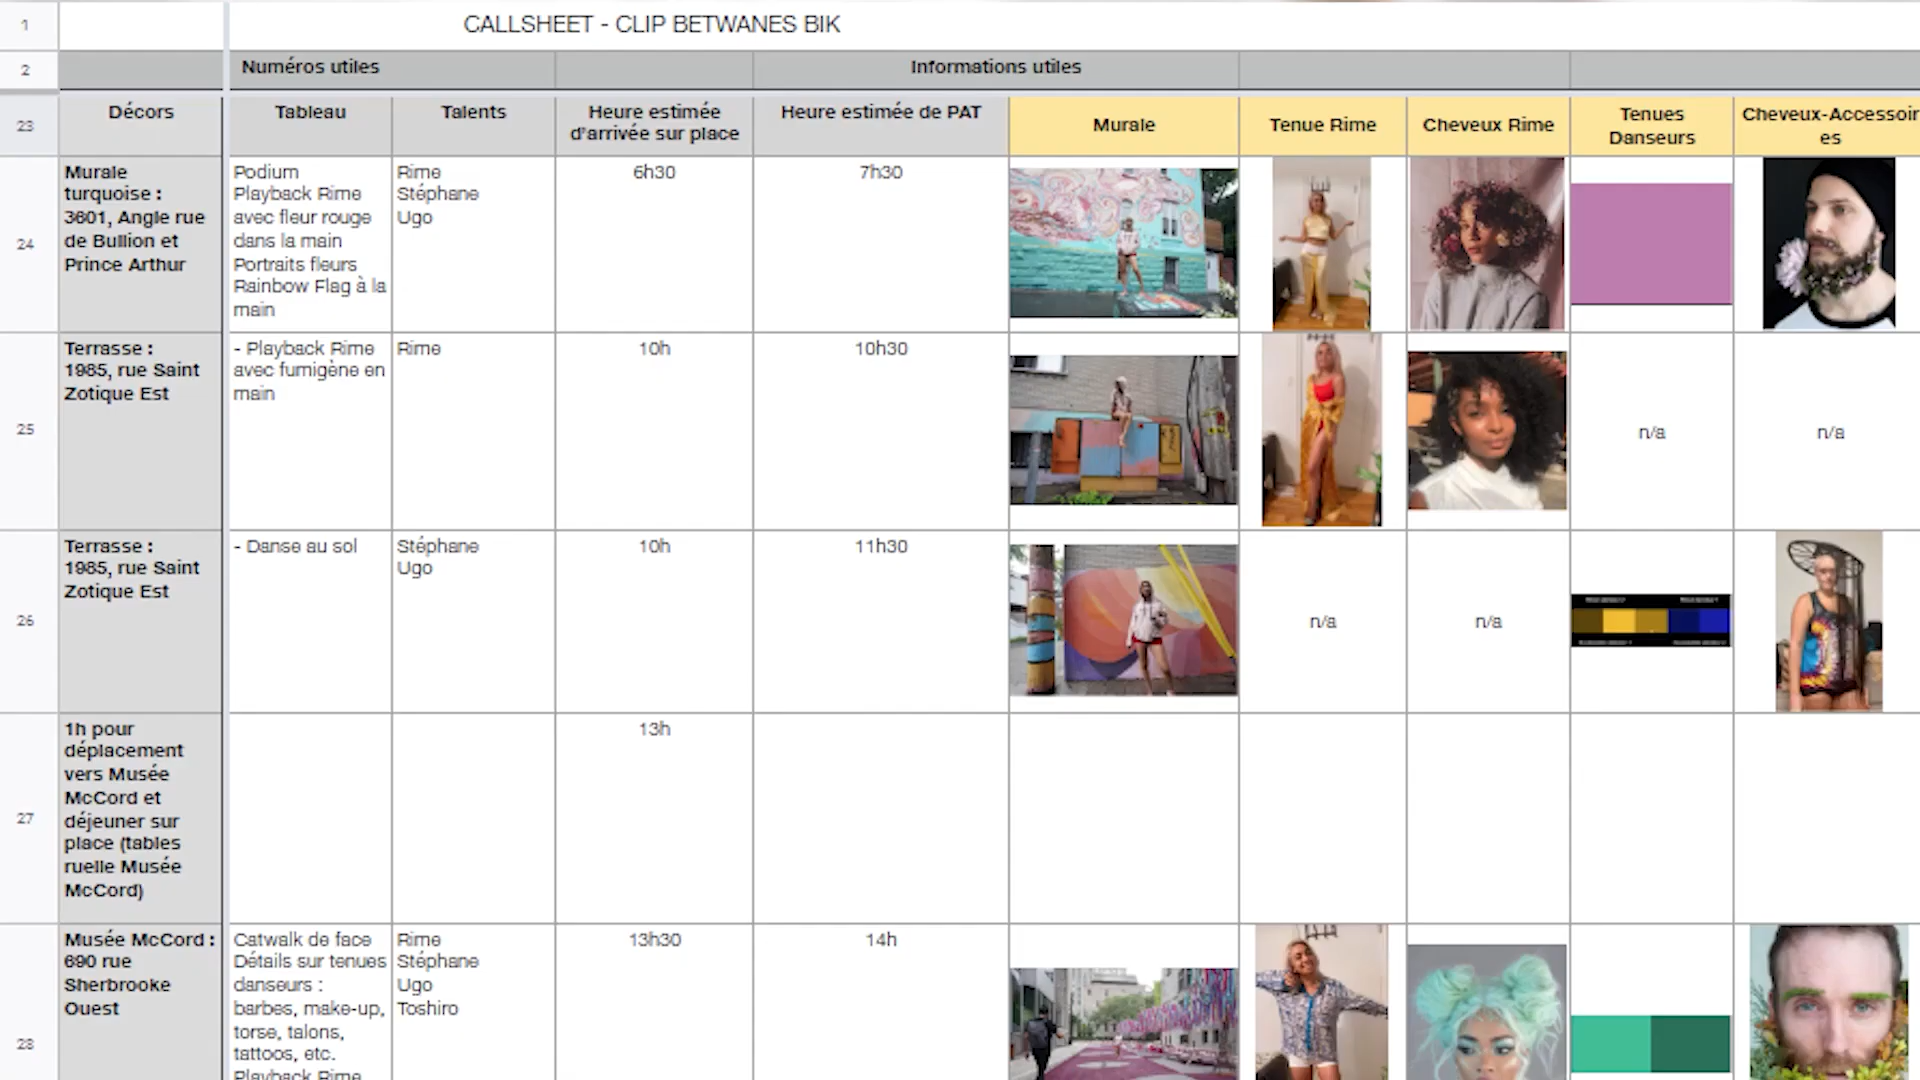 1
CALLSHEET - CLIP BETWANES BIK
2
Numéros utiles
Informations utiles
23
Décors
Tableau
Talents
Heure estimée
d'arrivée sur place
Heure estimée de PAT
Murale
Tenue Rime
Cheveux Rime
Tenues
Danseurs
Cheveux-Accessoir
es
24
Murale
turquoise :
3601, Angle rue
de Bullion et
Prince Arthur
Podium
Playback Rime
avec fleur rouge
dans la main
Portraits fleurs
Rainbow Flag à la
main
Rime
Stéphane
Ugo
6h30
7h30
25
Terrasse :
1985, rue Saint
Zotique Est
- Playback Rime
avec fumigène en
main
Rime
10h
10h30
n/a
n/a
26
Terrasse :
1985, rue Saint
Zotique Est
- Danse au sol
Stéphane
Ugo
10h
11h30
n/a
n/a
27
1h pour
déplacement
vers Musée
McCord et
déjeuner sur
place (tables
ruelle Musée
McCord)
13h
28
Musée McCord :
690 rue
Sherbrooke
Ouest
Catwalk de face
Détails sur tenues
danseurs :
barbes, make-up,
torse, talons,
tattoos, etc.
Playback Rime
Rime
Stéphane
Ugo
Toshiro
13h30
14h